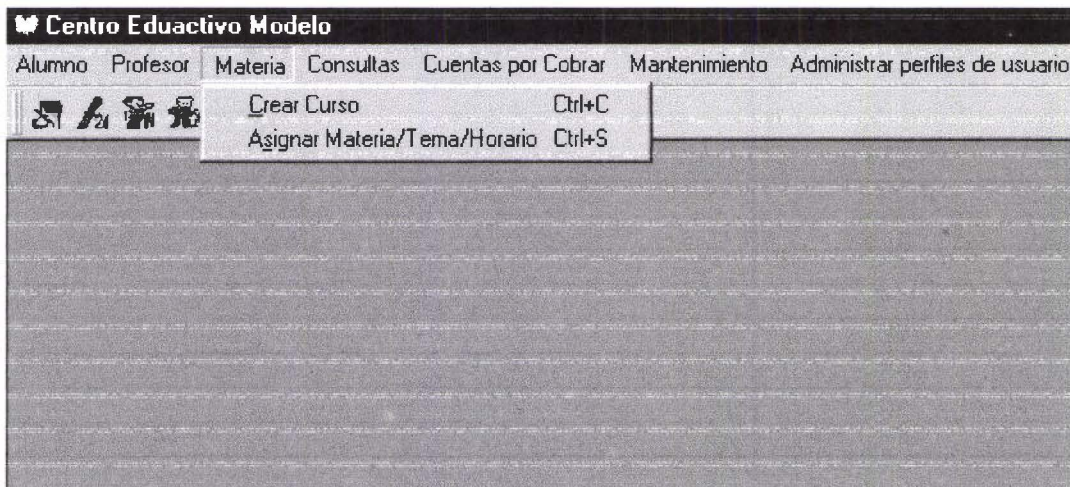 Centro Eduactivo Modelo
Alumno Profesor Materia Consultas Cuentas por Cobrar Mantenimiento Administrar perfiles de usuario
Crear Curso Ctrl+C
Asignar Materia/Tema/Horario Ctrl+S